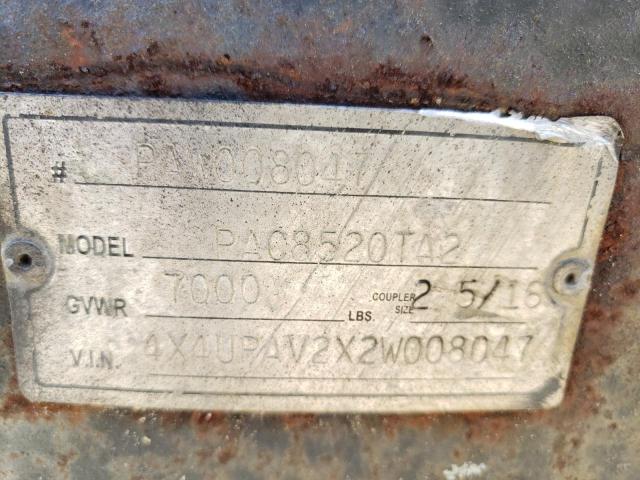 # PAW008047
MODEL PAC8520TA2
GVWR 7000 LBS. COUPLER SIZE 2 5/16
V.I.N. 4X4UPAV2X2W008047